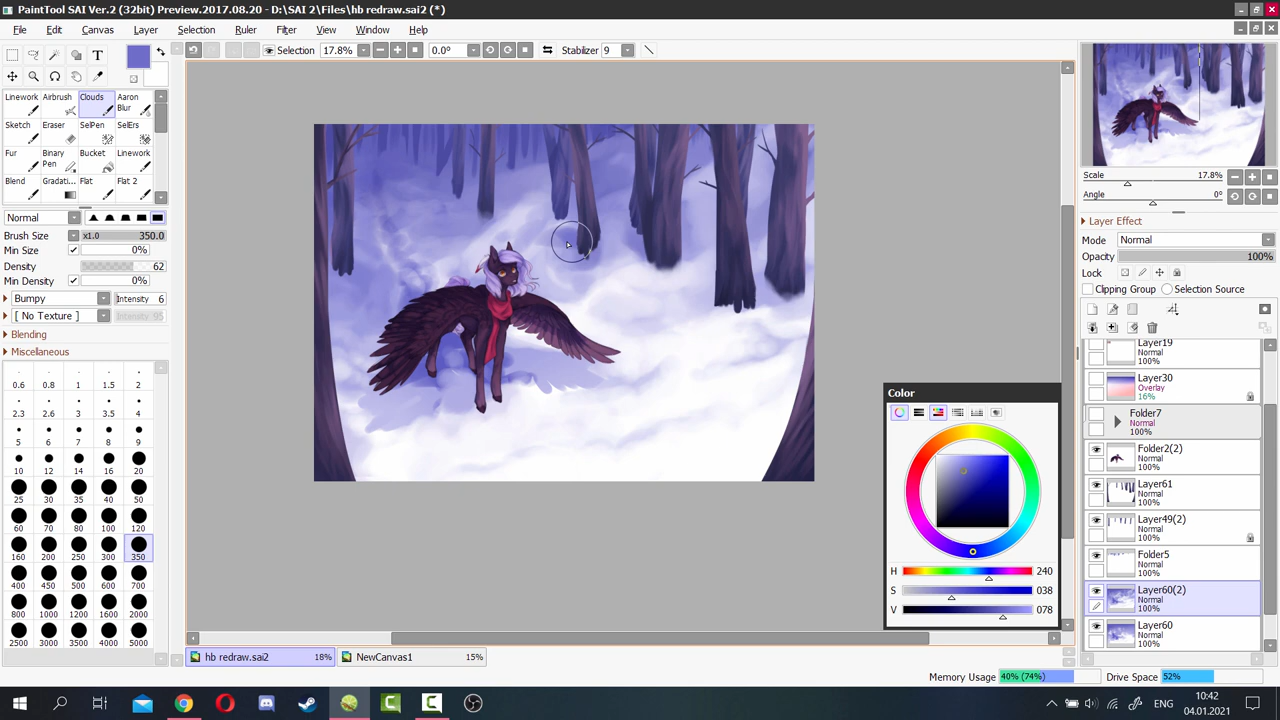 PaintTool SAI Ver.2 (32bit) Preview.2017.08.20 - D:\SAI 2\Files\hb redraw.sai2 (*)
File Edit Canvas Layer Selection Ruler Filter View Window Help
Selection 17.8% 0.0° Stabilizer 9
Linework Airbrush Clouds Aaron Blur
Sketch Eraser SelPen SelErs
Fur Binary Pen Bucket Linework
Blend Gradati... Flat Flat 2
Normal
Brush Size x1.0 350.0
Min Size 0%
Density 62
Min Density 0%
Bumpy Intensity 6
[ No Texture ] Intensity 95
Blending
Miscellaneous
0.6 0.8 1 1.5 2
2.3 2.6 3 3.5 4
5 6 7 8 9
10 12 14 16 20
25 30 35 40 50
60 70 80 100 120
160 200 250 300 350
400 450 500 600 700
800 1000 1200 1600 2000
2500 3000 3500 4000 5000
Color
H 240
S 038
V 078
Scale 17.8%
Angle 0°
Layer Effect
Mode Normal
Opacity 100%
Lock
Clipping Group Selection Source
Layer19
Normal
100%
Layer30
Overlay
16%
Folder7
Normal
100%
Folder2(2)
Normal
100%
Layer61
Normal
100%
Layer49(2)
Normal
100%
Folder5
Normal
100%
Layer60(2)
Normal
100%
Layer60
Normal
100%
hb redraw.sai2 18% NewCanvas1 15%
Memory Usage 40% (74%) Drive Space 52%
10:42
04.01.2021